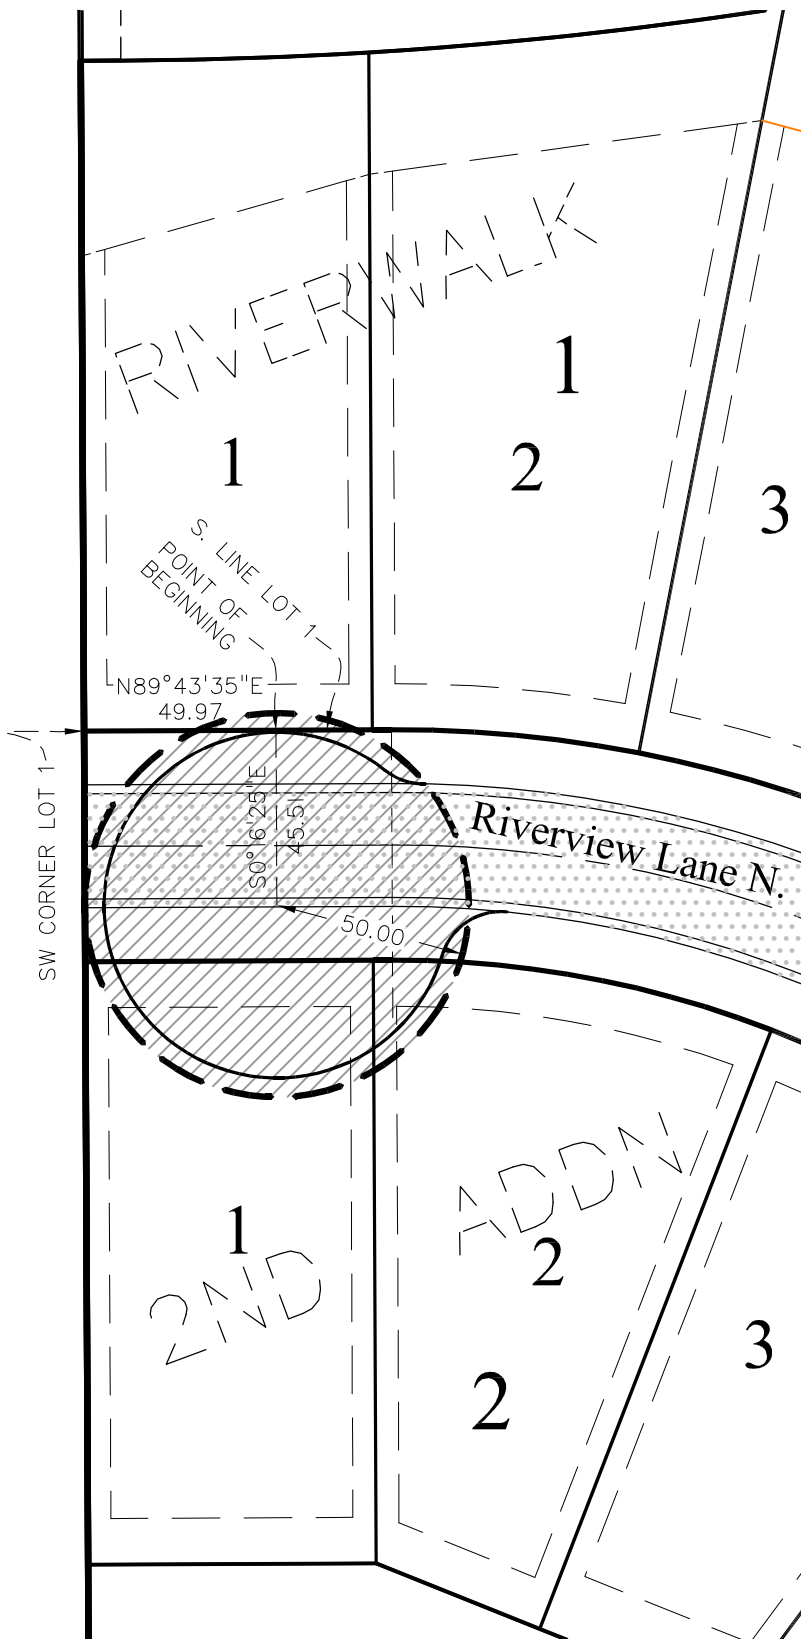 RIVERWALK
1
1
2
3
S. LINE LOT 1
POINT OF
BEGINNING
N89°43'35"E
49.97
SW CORNER LOT 1
S0°16'25"E
45.5'
50.00
Riverview Lane N.
ADDN
1
2ND
2
2
3